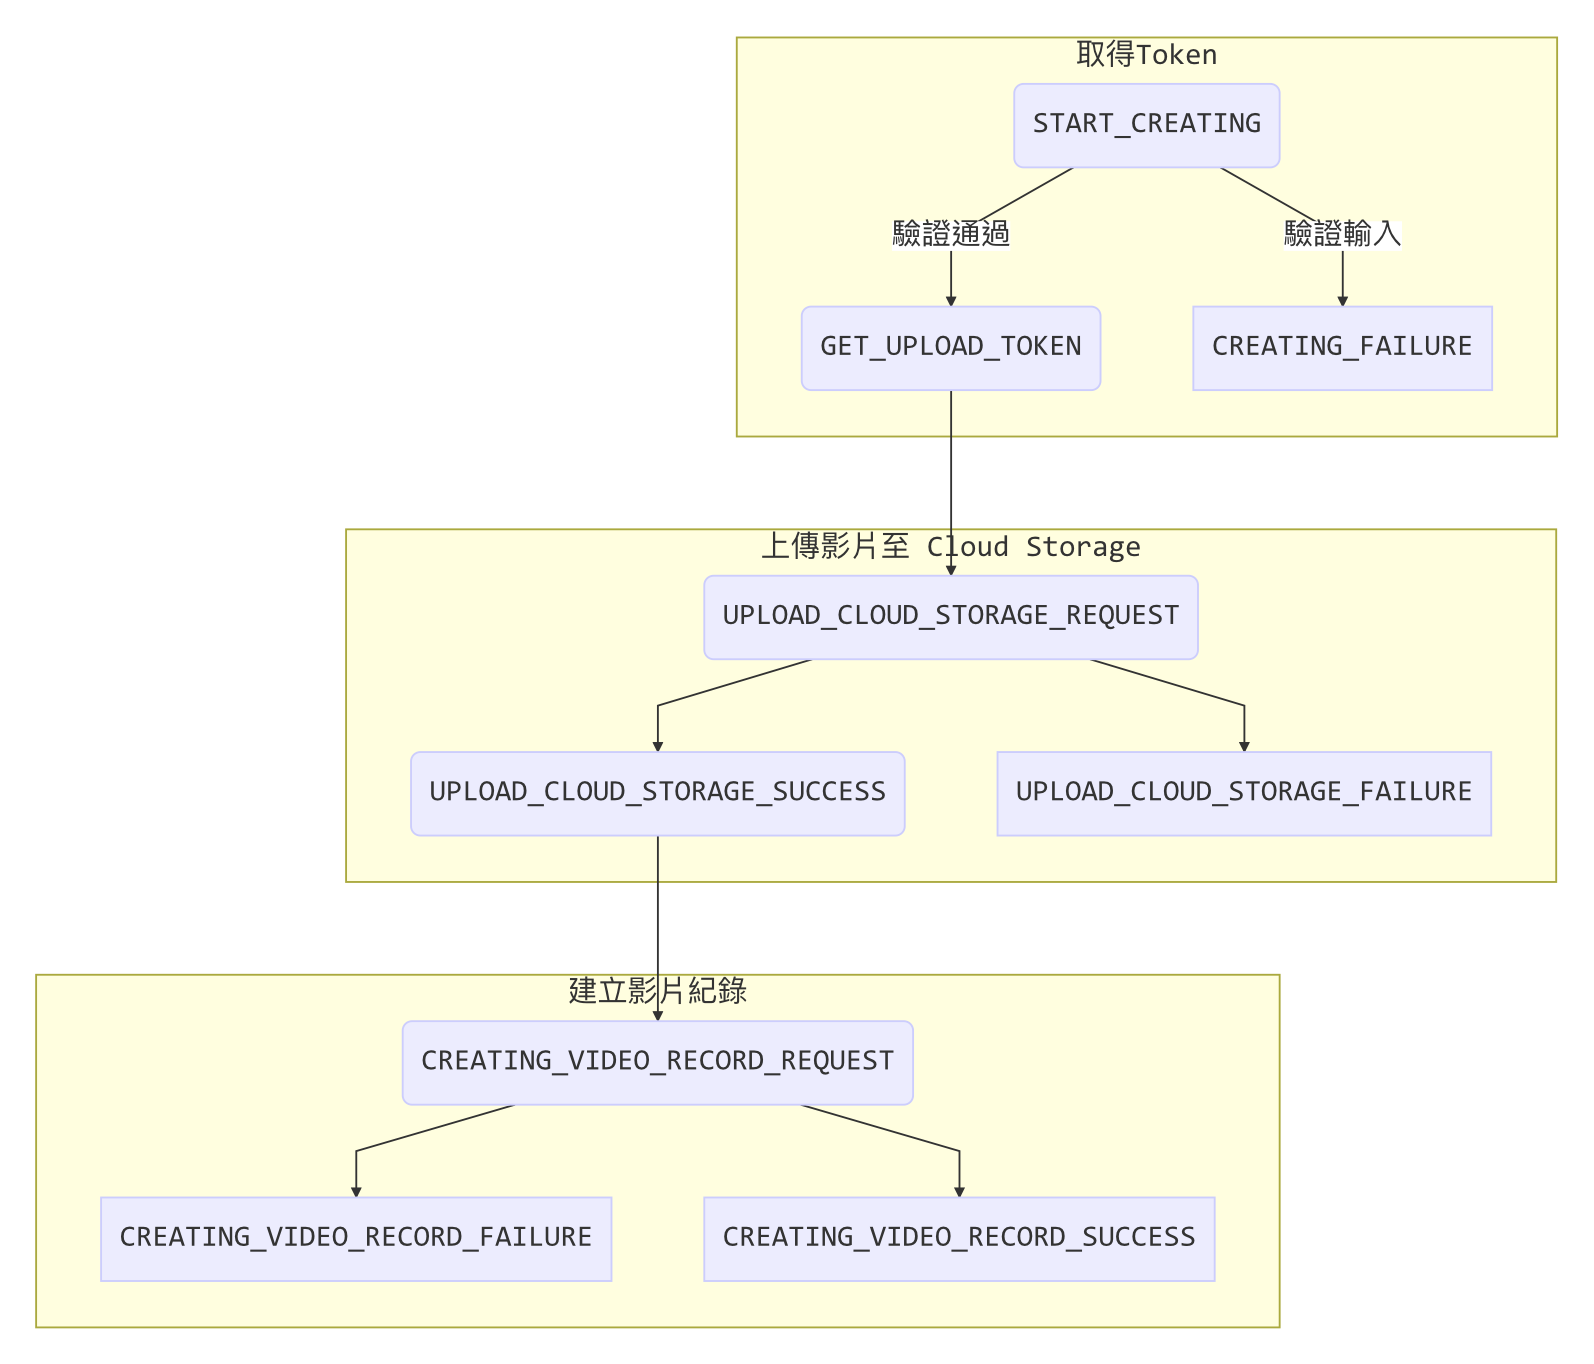 取得Token
START_CREATING
驗證通過
驗證輸入
GET_UPLOAD_TOKEN
CREATING_FAILURE
上傳影片至 Cloud Storage
UPLOAD_CLOUD_STORAGE_REQUEST
UPLOAD_CLOUD_STORAGE_SUCCESS
UPLOAD_CLOUD_STORAGE_FAILURE
建立影片紀錄
CREATING_VIDEO_RECORD_REQUEST
CREATING_VIDEO_RECORD_FAILURE
CREATING_VIDEO_RECORD_SUCCESS